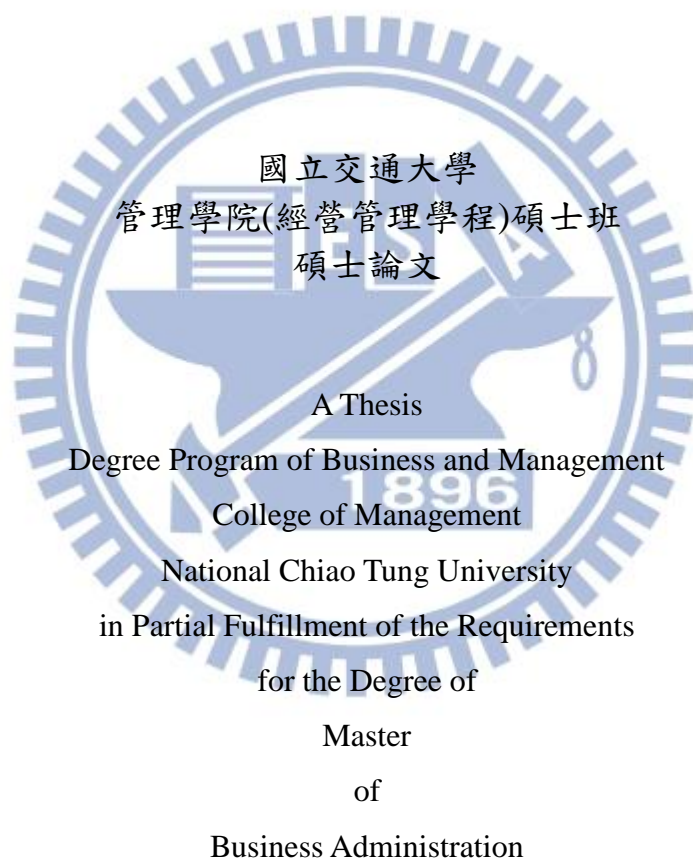 國立交通大學
管理學院(經營管理學程)碩士班
碩士論文
ES
A
A Thesis
Degree Program of Business and Management
1896
College of Management
National Chiao Tung University
in Partial Fulfillment of the Requirements
for the Degree of
Master
of
Business Administration